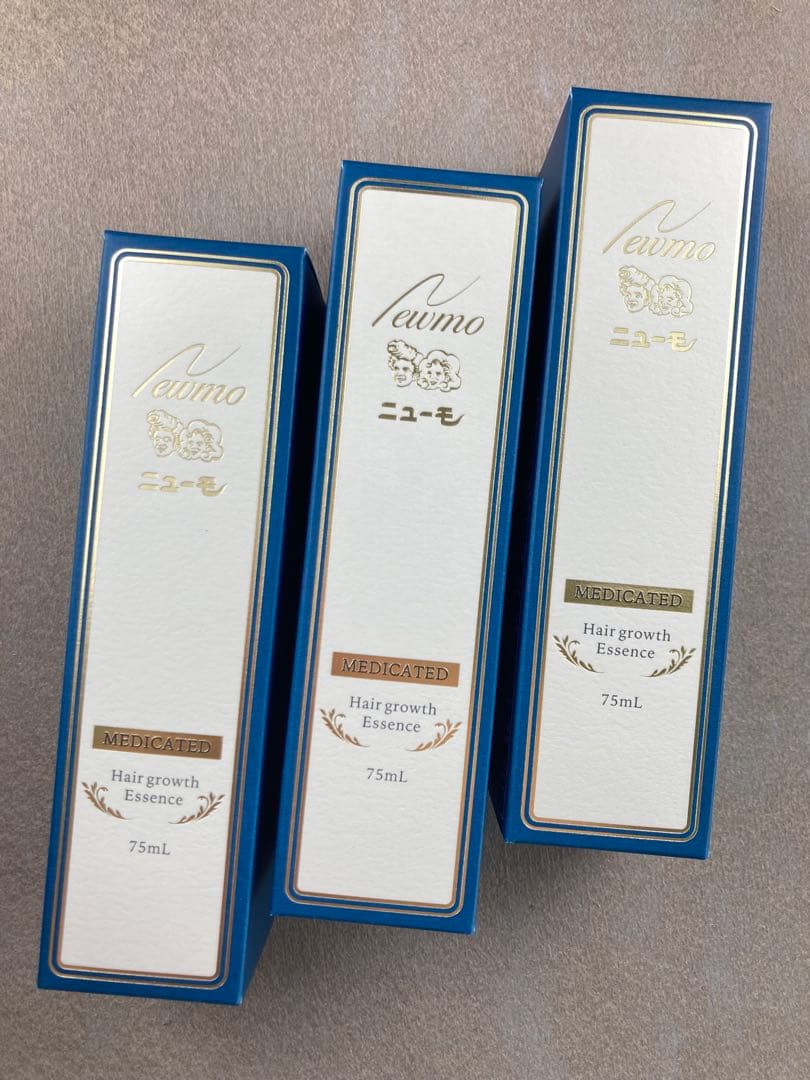 Newmo
ニューモ
MEDICATED
Hair growth
Essence
75mL
Newmo
ニューモ
MEDICATED
Hair growth
Essence
75mL
Newmo
ニューモ
MEDICATED
Hair growth
Essence
75mL